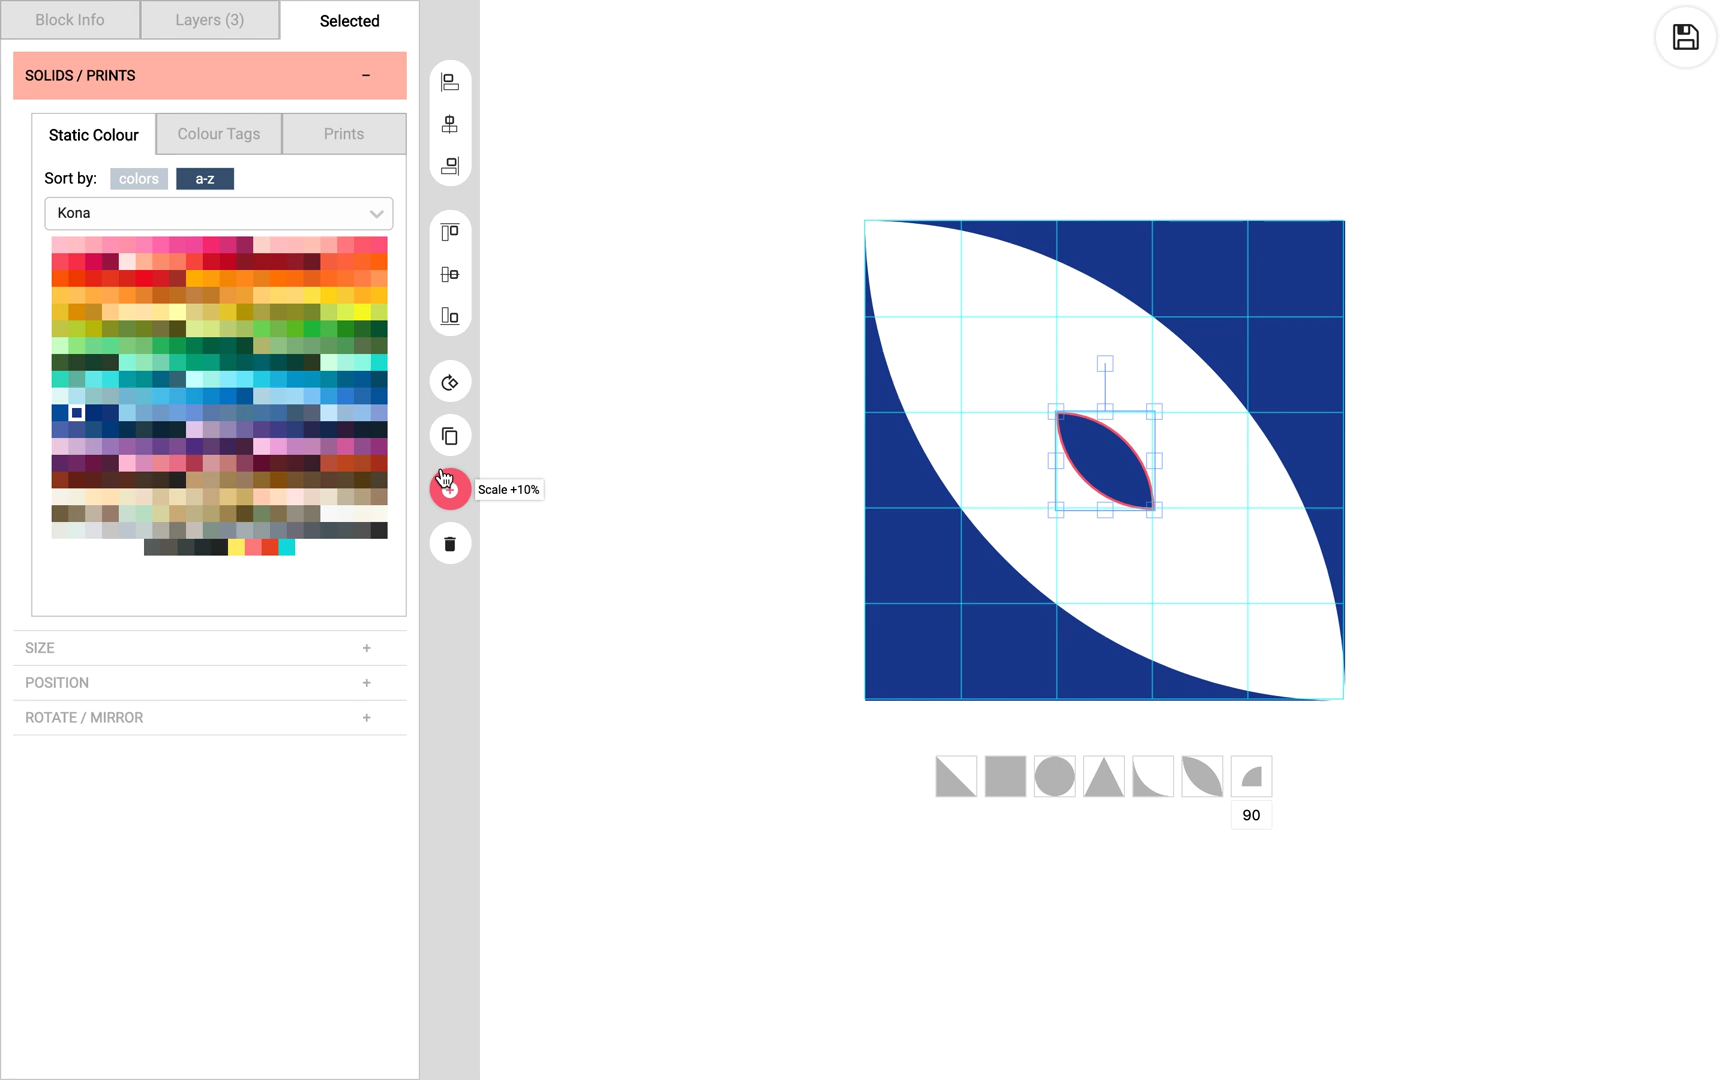 Block Info
Layers (3)
Selected
SOLIDS / PRINTS
Static Colour
Colour Tags
Prints
Sort by:
colors
a-z
Kona
Scale +10%
SIZE
POSITION
ROTATE / MIRROR
90